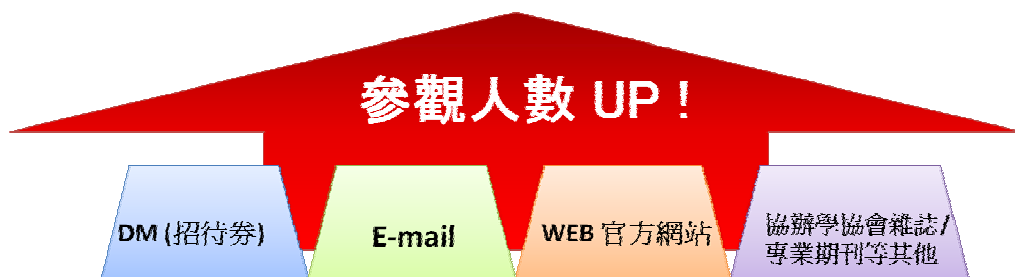 參觀人數 UP！
DM (招待券)
E-mail
WEB 官方網站
協辦學協會雜誌/
專業期刊等其他